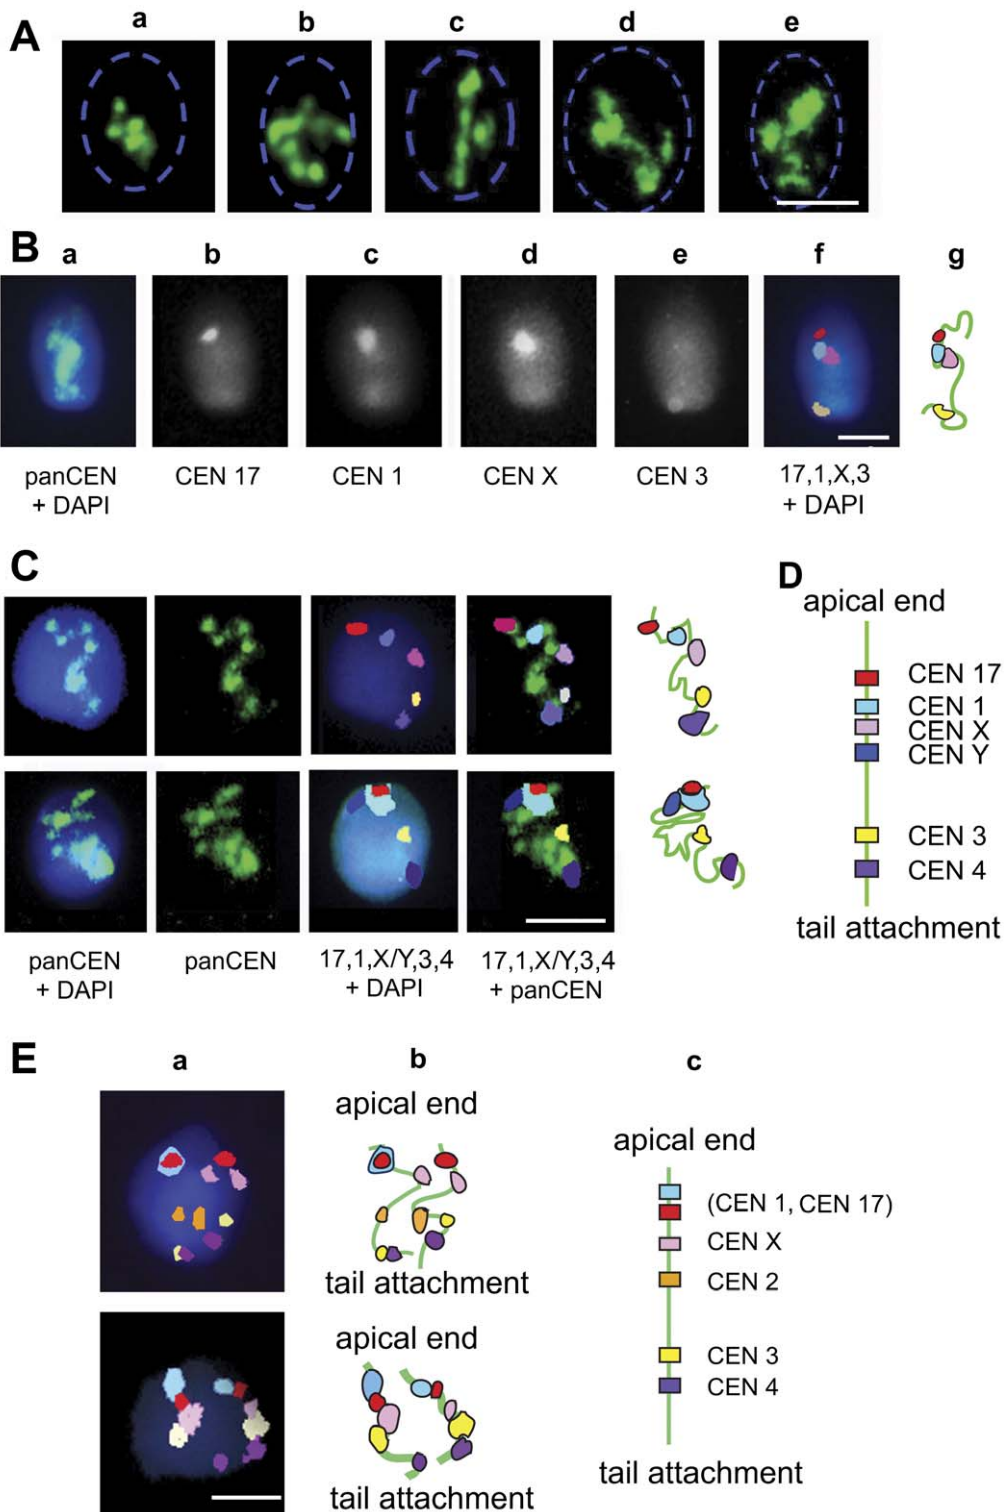 A
a b c d e
B
a b c d e f g
panCEN
+ DAPI
CEN 17
CEN 1
CEN X
CEN 3
17,1,X,3
+ DAPI
C
panCEN
+ DAPI
panCEN
17,1,X/Y,3,4
+ DAPI
17,1,X/Y,3,4
+ panCEN
D
apical end
CEN 17
CEN 1
CEN X
CEN Y
CEN 3
CEN 4
tail attachment
E
a b c
apical end
tail attachment
apical end
tail attachment
apical end
(CEN 1, CEN 17)
CEN X
CEN 2
CEN 3
CEN 4
tail attachment